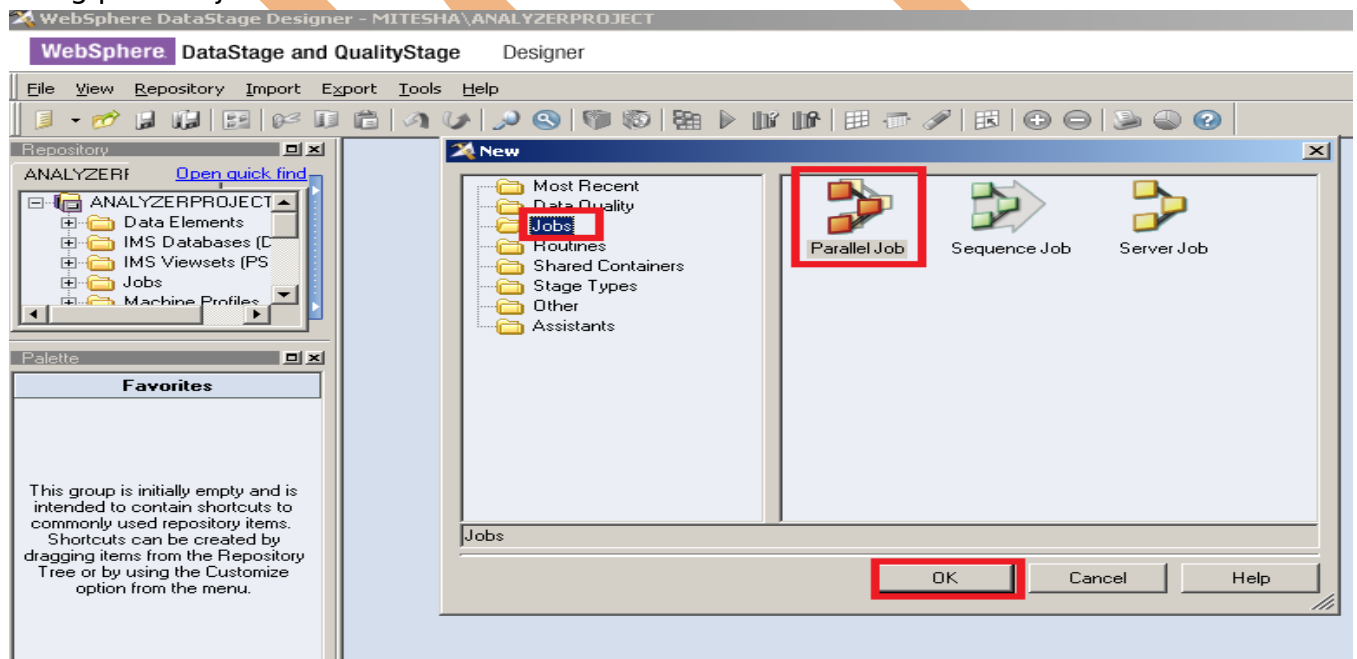 WebSphere DataStage Designer - MITESHA\ANALYZERPROJECT
WebSphere. DataStage and QualityStage Designer
File View Repository Import Export Tools Help
Repository
ANALYZERF Open quick find
ANALYZERPROJECT
Data Elements
IMS Databases (D
IMS Viewsets (PS
Jobs
Machine Profiles
Palette
Favorites
This group is initially empty and is
intended to contain shortcuts to
commonly used repository items.
Shortcuts can be created by
dragging items from the Repository
Tree or by using the Customize
option from the menu.
New
Most Recent
Data Quality
Jobs
Routines
Shared Containers
Stage Types
Other
Assistants
Parallel Job Sequence Job Server Job
Jobs
OK Cancel Help